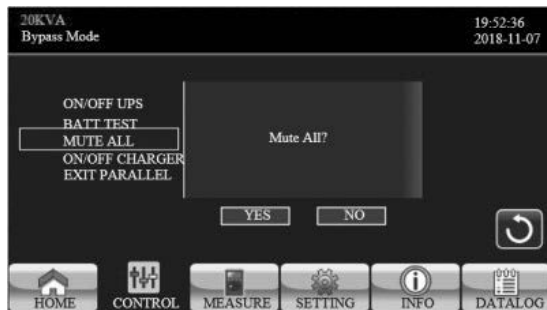 20KVA
Bypass Mode
19:52:36
2018-11-07
ON/OFF UPS
BATT TEST
MUTE ALL
ON/OFF CHARGER
EXIT PARALLEL
Mute All?
YES
NO
HOME
CONTROL
MEASURE
SETTING
INFO
DATALOG